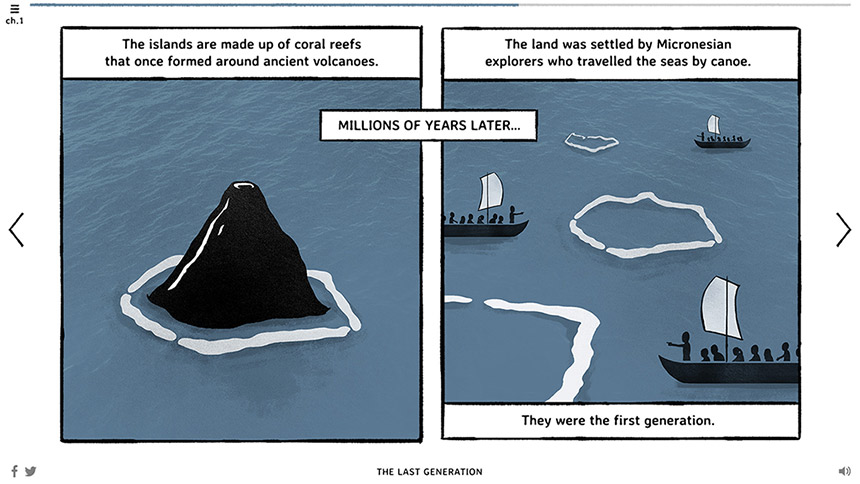 ch.1
The islands are made up of coral reefs
that once formed around ancient volcanoes.
MILLIONS OF YEARS LATER...
The land was settled by Micronesian
explorers who travelled the seas by canoe.
They were the first generation.
THE LAST GENERATION